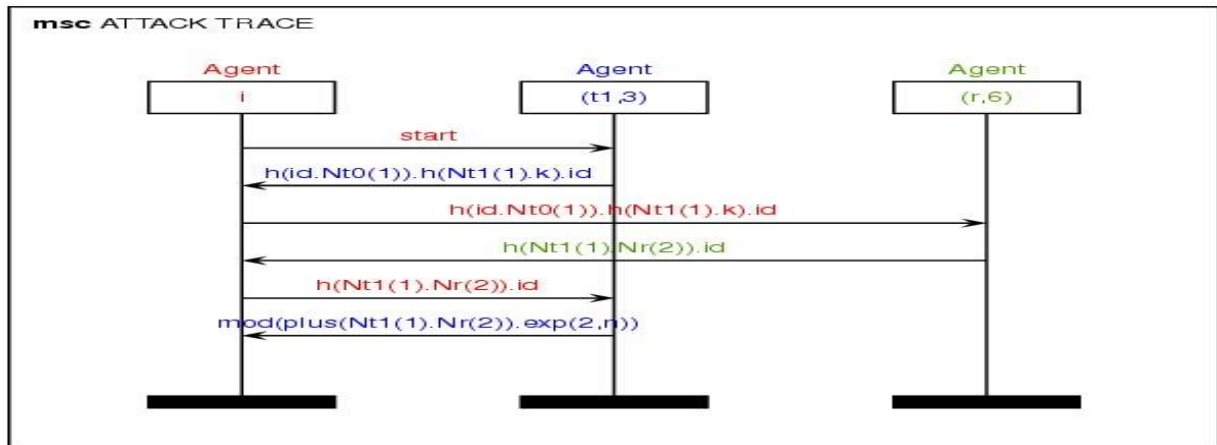 msc ATTACK TRACE
Agent Agent Agent
i (t1,3) (r,6)
start
h(id.Nt0(1)).h(Nt1(1).k).id
h(id.Nt0(1)).h(Nt1(1).k).id
h(Nt1(1).Nr(2)).id
h(Nt1(1).Nr(2)).id
mod(plus(Nt1(1).Nr(2)).exp(2,n))